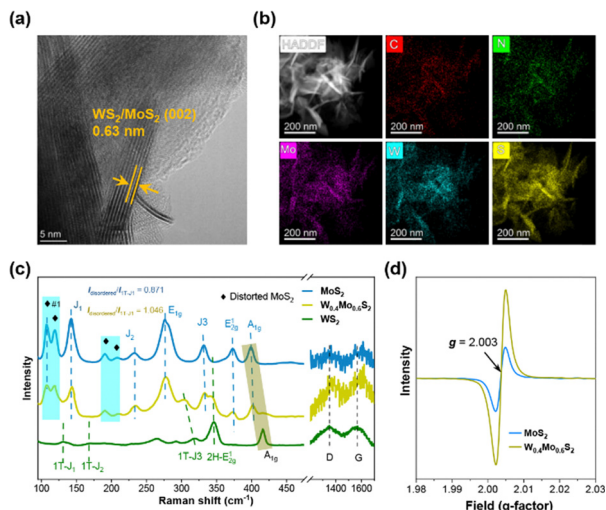 (a)
WS2/MoS2 (002)
0.63 nm
5 nm
(b)
HADDF
C
N
200 nm
200 nm
200 nm
Mo
W
S
200 nm
200 nm
200 nm
(c)
Intensity
Idisordered/I1T-J1 = 0.871
Idisordered/I1T-J1 = 1.046
◆ Distorted MoS2
MoS2
W0.4Mo0.6S2
WS2
#1
J1
J2
E1g
J3
E12g
A1g
1T-J1
1T-J2
1T-J3
2H-E12g
A1g
D
G
100 150 200 250 300 350 400 450 1400 1600
Raman shift (cm-1)
(d)
Intensity
g = 2.003
MoS2
W0.4Mo0.6S2
1.98 1.99 2.00 2.01 2.02 2.03
Field (g-factor)